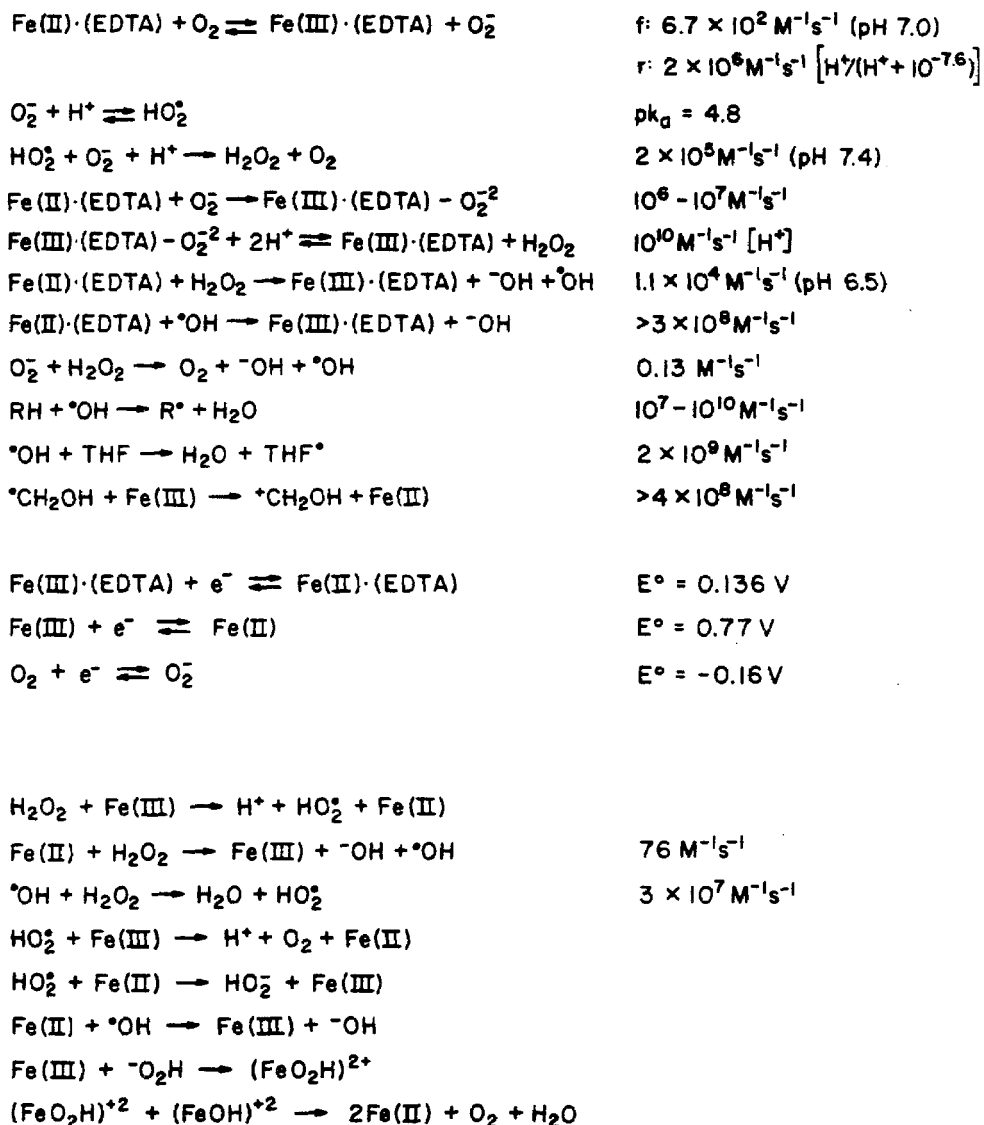 Fe(II)·(EDTA) + O₂ ⇌ Fe(III)·(EDTA) + O₂⁻ f: 6.7 × 10² M⁻¹s⁻¹ (pH 7.0)
r: 2 × 10⁶ M⁻¹s⁻¹ [H⁺/(H⁺ + 10⁻⁷·⁶)]
O₂⁻ + H⁺ ⇌ HO₂• pkₐ = 4.8
HO₂• + O₂⁻ + H⁺ → H₂O₂ + O₂ 2 × 10⁵ M⁻¹s⁻¹ (pH 7.4)
Fe(II)·(EDTA) + O₂⁻ → Fe(III)·(EDTA) - O₂⁻² 10⁶ - 10⁷ M⁻¹s⁻¹
Fe(III)·(EDTA) - O₂⁻² + 2H⁺ ⇌ Fe(III)·(EDTA) + H₂O₂ 10¹⁰ M⁻¹s⁻¹ [H⁺]
Fe(II)·(EDTA) + H₂O₂ → Fe(III)·(EDTA) + ⁻OH + •OH 1.1 × 10⁴ M⁻¹s⁻¹ (pH 6.5)
Fe(II)·(EDTA) + •OH → Fe(III)·(EDTA) + ⁻OH >3 × 10⁸ M⁻¹s⁻¹
O₂⁻ + H₂O₂ → O₂ + ⁻OH + •OH 0.13 M⁻¹s⁻¹
RH + •OH → R• + H₂O 10⁷ - 10¹⁰ M⁻¹s⁻¹
•OH + THF → H₂O + THF• 2 × 10⁹ M⁻¹s⁻¹
•CH₂OH + Fe(III) → ⁺CH₂OH + Fe(II) >4 × 10⁸ M⁻¹s⁻¹
Fe(III)·(EDTA) + e⁻ ⇌ Fe(II)·(EDTA) E° = 0.136 V
Fe(III) + e⁻ ⇌ Fe(II) E° = 0.77 V
O₂ + e⁻ ⇌ O₂⁻ E° = -0.16 V
H₂O₂ + Fe(III) → H⁺ + HO₂• + Fe(II)
Fe(II) + H₂O₂ → Fe(III) + ⁻OH + •OH 76 M⁻¹s⁻¹
•OH + H₂O₂ → H₂O + HO₂• 3 × 10⁷ M⁻¹s⁻¹
HO₂• + Fe(III) → H⁺ + O₂ + Fe(II)
HO₂• + Fe(II) → HO₂⁻ + Fe(III)
Fe(II) + •OH → Fe(III) + ⁻OH
Fe(III) + ⁻O₂H → (FeO₂H)²⁺
(FeO₂H)⁺² + (FeOH)⁺² → 2Fe(II) + O₂ + H₂O